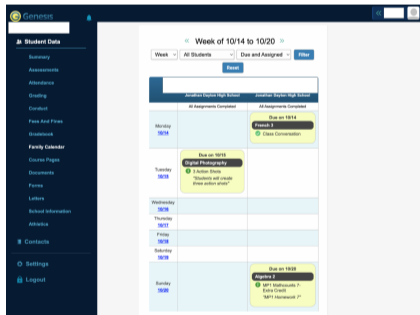 Genesis
Student Data
Summary
Assessments
Attendance
Grading
Conduct
Fees And Fines
Gradebook
Family Calendar
Course Pages
Documents
Forms
Letters
School Information
Athletics
Contacts
Settings
Logout
Week of 10/14 to 10/20
Week
All Students
Due and Assigned
Filter
Reset
Jonathan Dayton High School
Jonathan Dayton High School
All Assignments Completed
All Assignments Completed
Monday
10/14
Due on 10/14
French 3
Class Conversation
Tuesday
10/15
Due on 10/15
Digital Photography
3 Action Shots
"Students will create
three action shots"
Wednesday
10/16
Thursday
10/17
Friday
10/18
Saturday
10/19
Sunday
10/20
Due on 10/20
Algebra 2
MP1 Mathcounts 7-
Extra Credit
"MP1 Homework 7"